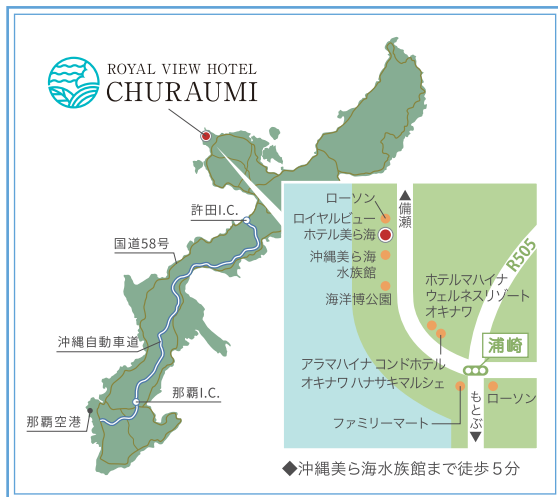 ROYAL VIEW HOTEL
CHURAUMI
許田I.C.
国道58号
沖縄自動車道
那覇I.C.
那覇空港
ローソン
ロイヤルビュー
ホテル美ら海
沖縄美ら海
水族館
海洋博公園
▲備瀬
R505
ホテルマハイナ
ウェルネスリゾート
オキナワ
浦崎
アラマハイナ コンドホテル
オキナワ ハナサキマルシェ
ファミリーマート
もとぶ▼
ローソン
◆沖縄美ら海水族館まで徒歩5分